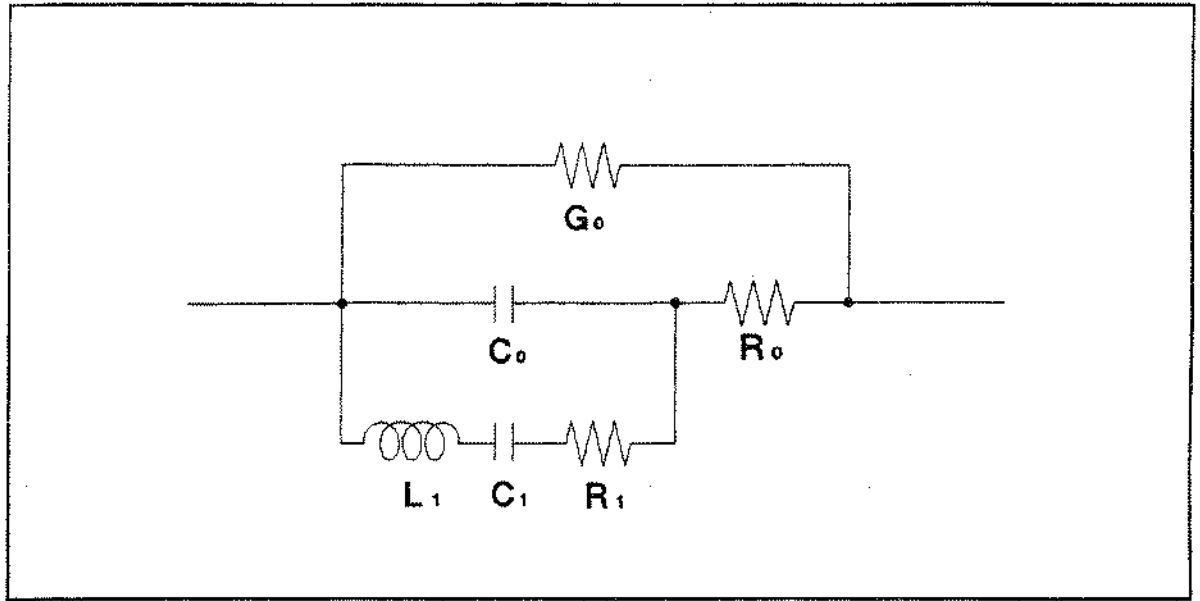 G₀
C₀
R₀
L₁ C₁ R₁